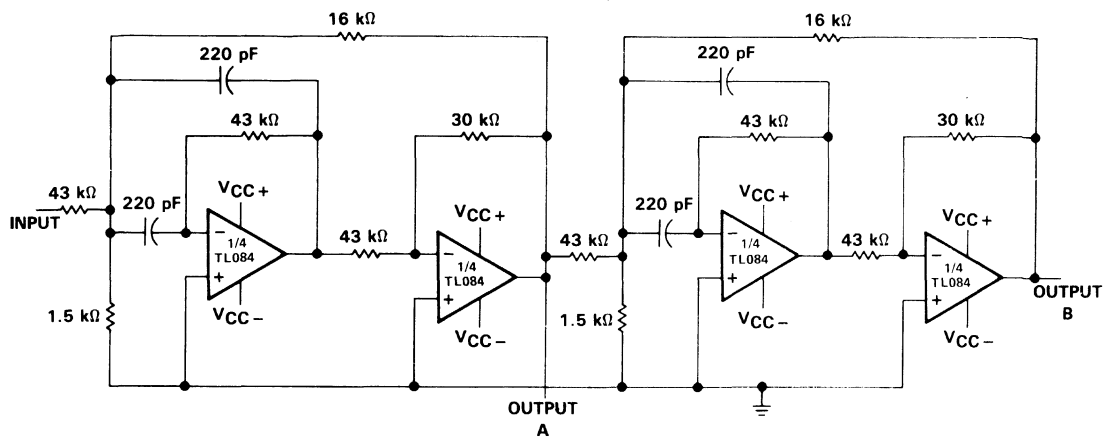 16 kΩ
16 kΩ
220 pF
220 pF
43 kΩ
30 kΩ
43 kΩ
30 kΩ
43 kΩ
INPUT
220 pF
VCC+
-
1/4
TL084
+
VCC-
1.5 kΩ
43 kΩ
VCC+
-
1/4
TL084
+
VCC-
43 kΩ
220 pF
VCC+
-
1/4
TL084
+
VCC-
1.5 kΩ
43 kΩ
VCC+
-
1/4
TL084
+
VCC-
OUTPUT
B
OUTPUT
A